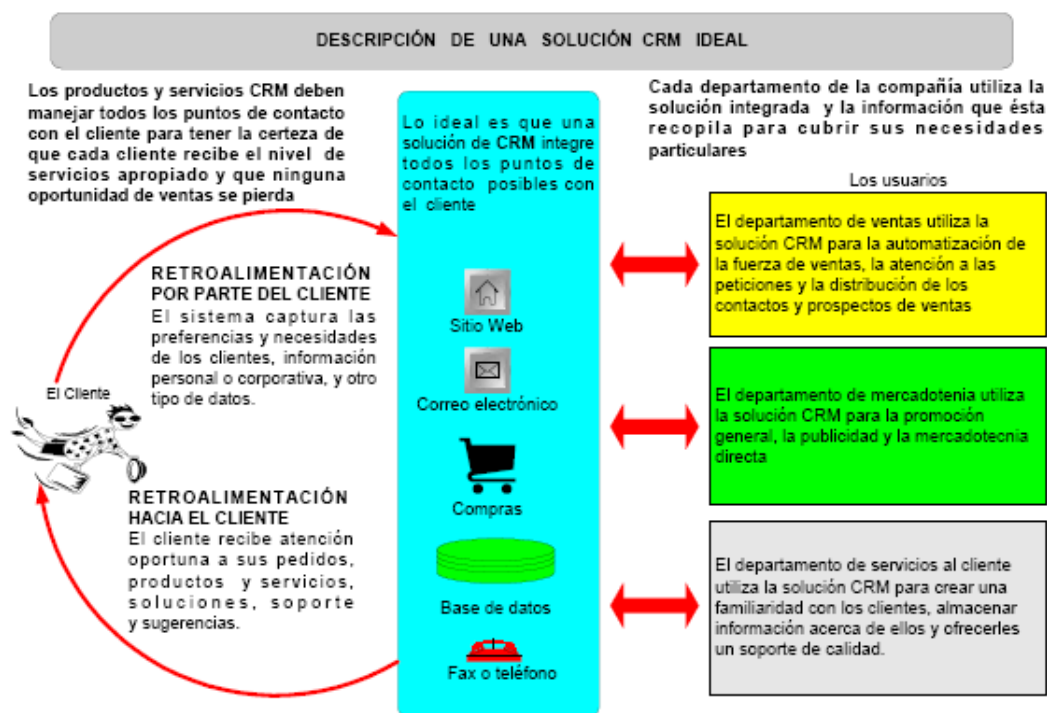 DESCRIPCIÓN DE UNA SOLUCIÓN CRM IDEAL
Los productos y servicios CRM deben
manejar todos los puntos de contacto
con el cliente para tener la certeza de
que cada cliente recibe el nivel de
servicios apropiado y que ninguna
oportunidad de ventas se pierda
RETROALIMENTACIÓN
POR PARTE DEL CLIENTE
El sistema captura las
preferencias y necesidades
de los clientes, información
personal o corporativa, y otro
tipo de datos.
El Cliente
RETROALIMENTACIÓN
HACIA EL CLIENTE
El cliente recibe atención
oportuna a sus pedidos,
productos y servicios,
soluciones, soporte
y sugerencias.
Lo ideal es que una
solución de CRM integre
todos los puntos de
contacto posibles con
el cliente
Sitio Web
Correo electrónico
Compras
Base de datos
Fax o teléfono
Cada departamento de la compañía utiliza la
solución integrada y la información que ésta
recopila para cubrir sus necesidades
particulares
Los usuarios
El departamento de ventas utiliza la
solución CRM para la automatización de
la fuerza de ventas, la atención a las
peticiones y la distribución de los
contactos y prospectos de ventas
El departamento de mercadotenia utiliza
la solución CRM para la promoción
general, la publicidad y la mercadotecnia
directa
El departamento de servicios al cliente
utiliza la solución CRM para crear una
familiaridad con los clientes, almacenar
información acerca de ellos y ofrecerles
un soporte de calidad.